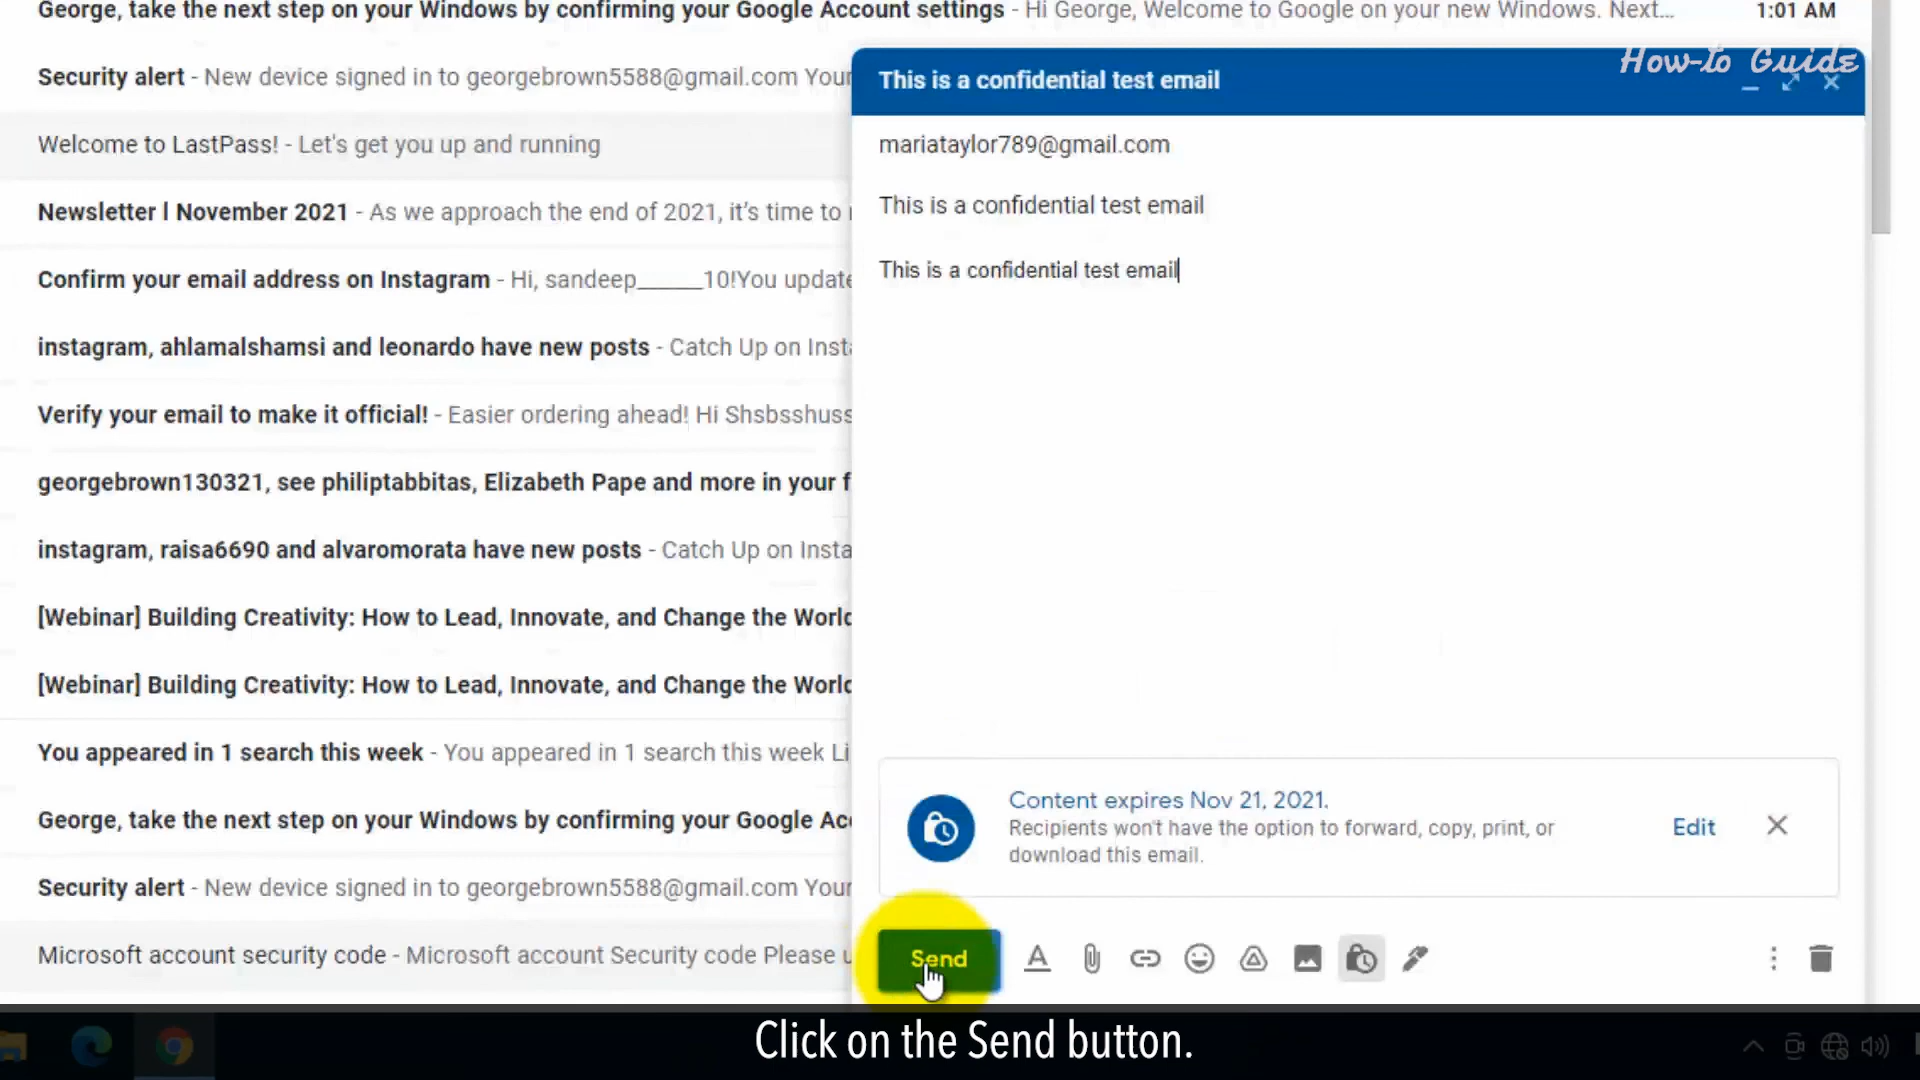 George, take the next step on your Windows by confirming your Google Account settings - Hi George, Welcome to Google on your new Windows. Next... 1:01 AM
How-to Guide
Security alert - New device signed in to georgebrown5588@gmail.com Your
This is a confidential test email
Welcome to LastPass! - Let's get you up and running
mariataylor789@gmail.com
Newsletter l November 2021 - As we approach the end of 2021, it's time to
This is a confidential test email
Confirm your email address on Instagram - Hi, sandeep______10!You update
This is a confidential test email
instagram, ahlamalshamsi and leonardo have new posts - Catch Up on Insta
Verify your email to make it official! - Easier ordering ahead! Hi Shsbsshuss
georgebrown130321, see philiptabbitas, Elizabeth Pape and more in your f
instagram, raisa6690 and alvaromorata have new posts - Catch Up on Insta
[Webinar] Building Creativity: How to Lead, Innovate, and Change the World
[Webinar] Building Creativity: How to Lead, Innovate, and Change the World
You appeared in 1 search this week - You appeared in 1 search this week Li
Content expires Nov 21, 2021.
Recipients won't have the option to forward, copy, print, or
download this email.
Edit
George, take the next step on your Windows by confirming your Google Acc
Security alert - New device signed in to georgebrown5588@gmail.com Your
Microsoft account security code - Microsoft account Security code Please u
Send
Click on the Send button.